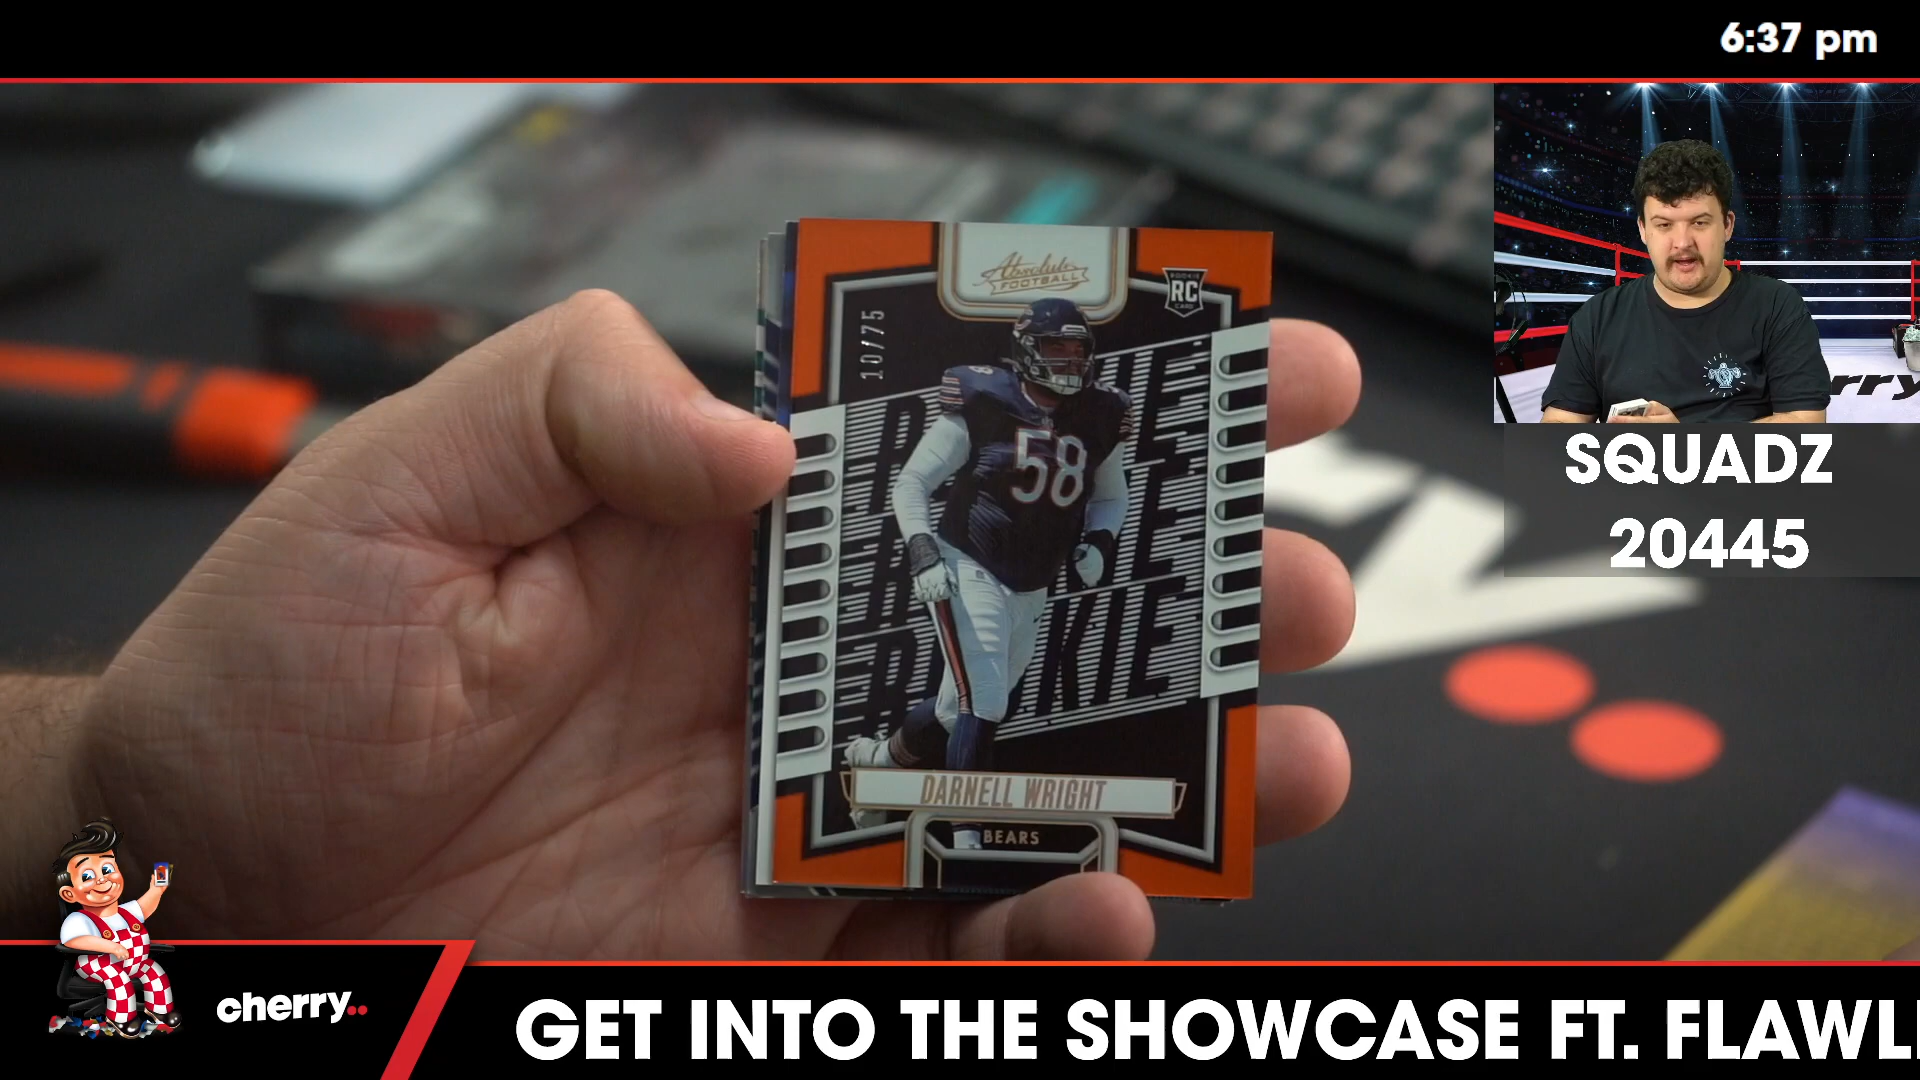 6:37 pm
Absolute
FOOTBALL
ROOKIE
RC
CARD
10/75
58
ROOKIE
DARNELL WRIGHT
BEARS
SQUADZ
20445
cherry..
GET INTO THE SHOWCASE FT. FLAWL